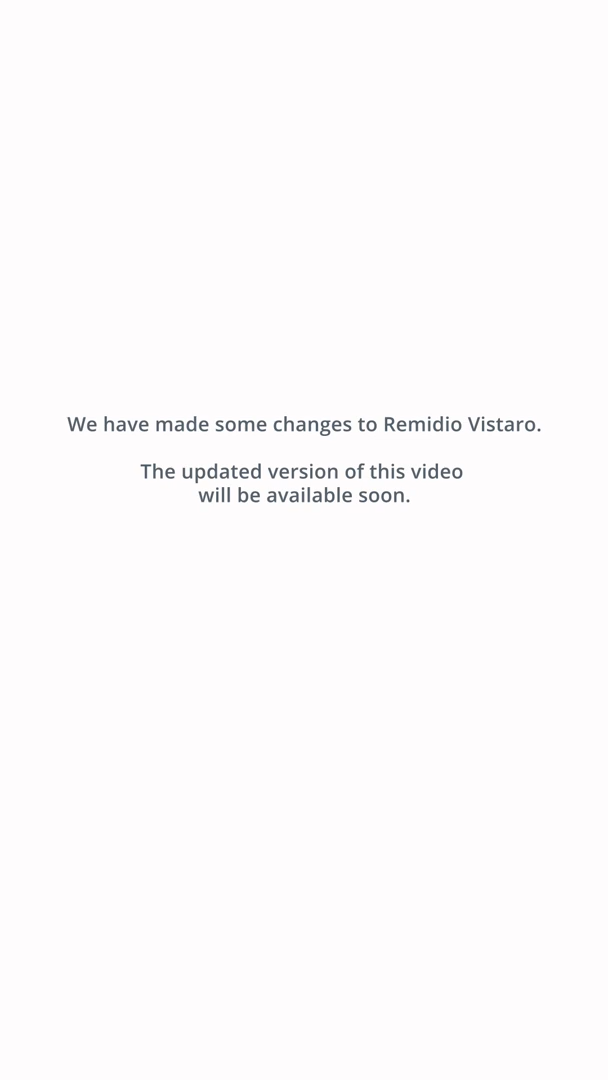 We have made some changes to Remidio Vistaro.
The updated version of this video
will be available soon.